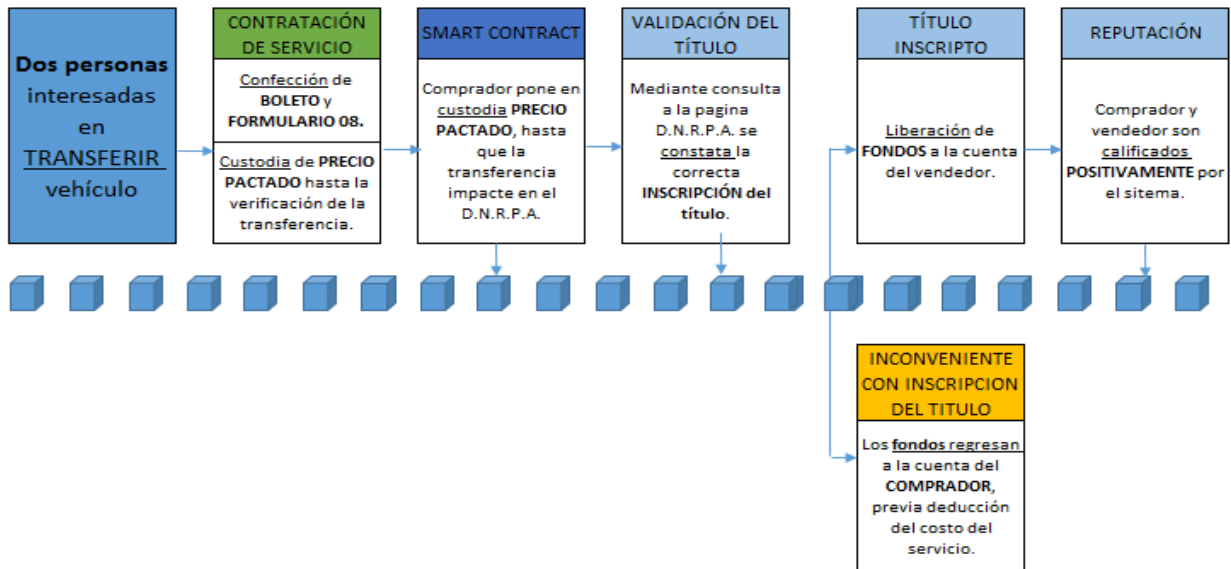 Dos personas
interesadas
en
TRANSFERIR
vehículo
CONTRATACIÓN
DE SERVICIO
Confección de
BOLETO y
FORMULARIO 08.
Custodia de PRECIO
PACTADO hasta la
verificación de la
transferencia.
SMART CONTRACT
Comprador pone en
custodia PRECIO
PACTADO, hasta
que la
transferencia
impacte en el
D.N.R.P.A.
VALIDACIÓN DEL
TÍTULO
Mediante consulta
a la pagina
D.N.R.P.A. se
constata la
correcta
INSCRIPCIÓN del
título.
TÍTULO
INSCRIPTO
Liberación de
FONDOS a la cuenta
del vendedor.
REPUTACIÓN
Comprador y
vendedor son
calificados
POSITIVAMENTE por
el sitema.
INCONVENIENTE
CON INSCRIPCION
DEL TITULO
Los fondos regresan
a la cuenta del
COMPRADOR,
previa deducción
del costo del
servicio.